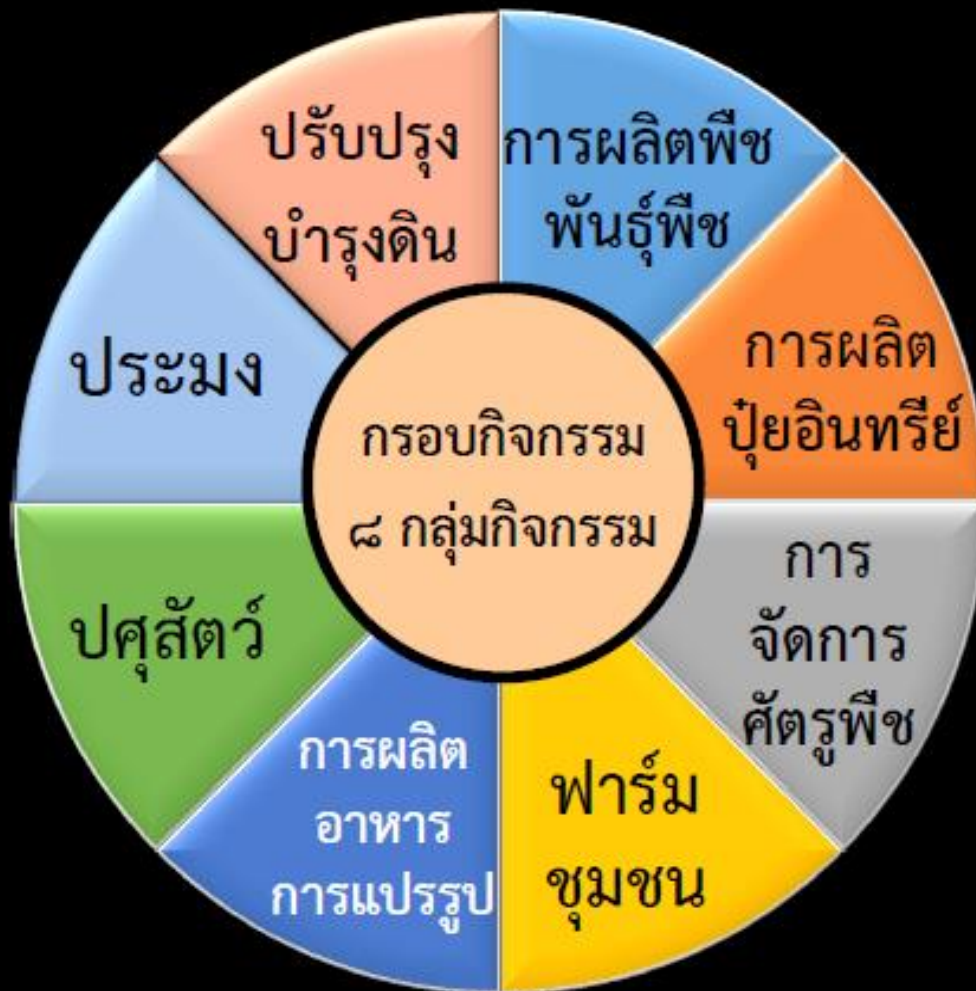 ปรับปรุง
บำรุงดิน
การผลิตพืช
พันธุ์พืช
การผลิต
ปุ๋ยอินทรีย์
การ
จัดการ
ศัตรูพืช
ฟาร์ม
ชุมชน
การผลิต
อาหาร
การแปรรูป
ปศุสัตว์
ประมง
กรอบกิจกรรม
๘ กลุ่มกิจกรรม